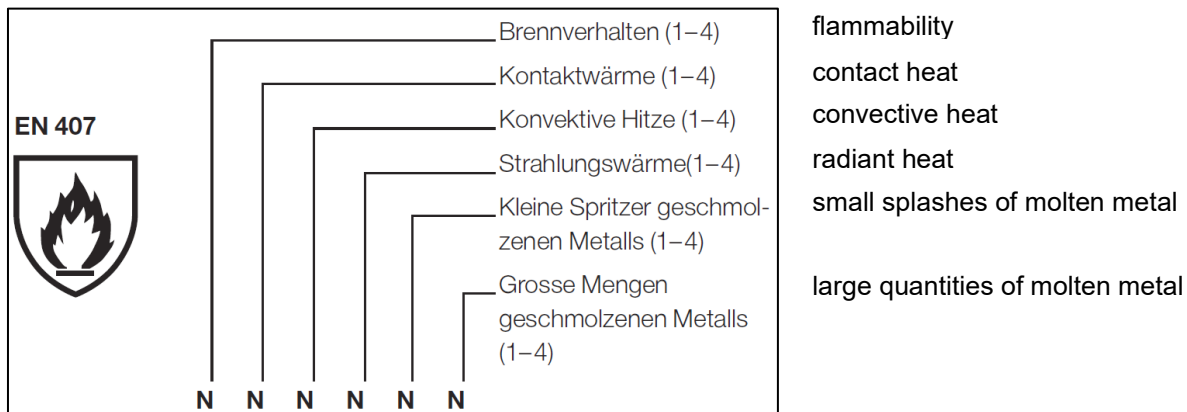 Brennverhalten (1–4) flammability
Kontaktwärme (1–4) contact heat
Konvektive Hitze (1–4) convective heat
EN 407
Strahlungswärme(1–4) radiant heat
Kleine Spritzer geschmol- small splashes of molten metal
zenen Metalls (1–4)
Grosse Mengen large quantities of molten metal
geschmolzenen Metalls
(1–4)
N N N N N N